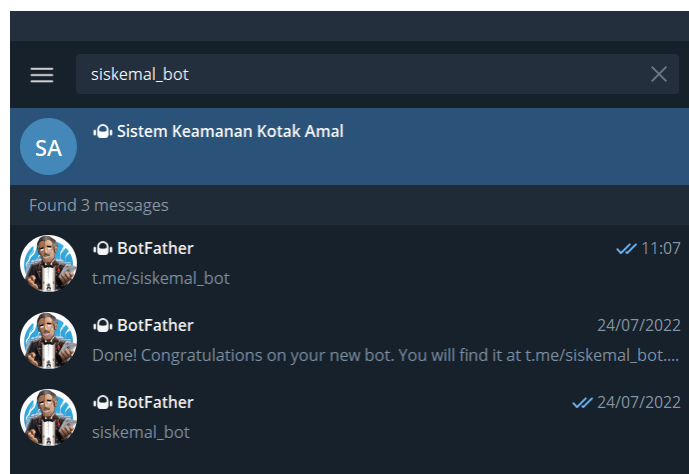 siskemal_bot
SA
Sistem Keamanan Kotak Amal
Found 3 messages
BotFather
11:07
t.me/siskemal_bot
BotFather
24/07/2022
Done! Congratulations on your new bot. You will find it at t.me/siskemal_bot....
BotFather
24/07/2022
siskemal_bot